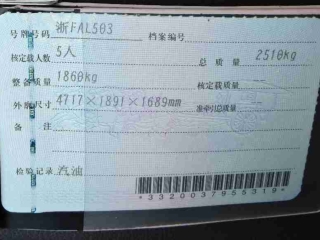 号牌号码 浙FAL503 档案编号
核定载人数 5人 总质量 2510kg
整备质量 1860kg 核定载质量
外廓尺寸 4717×1891×1689mm 准牵引总质量
备注
检验记录 汽油
*3320037955319*